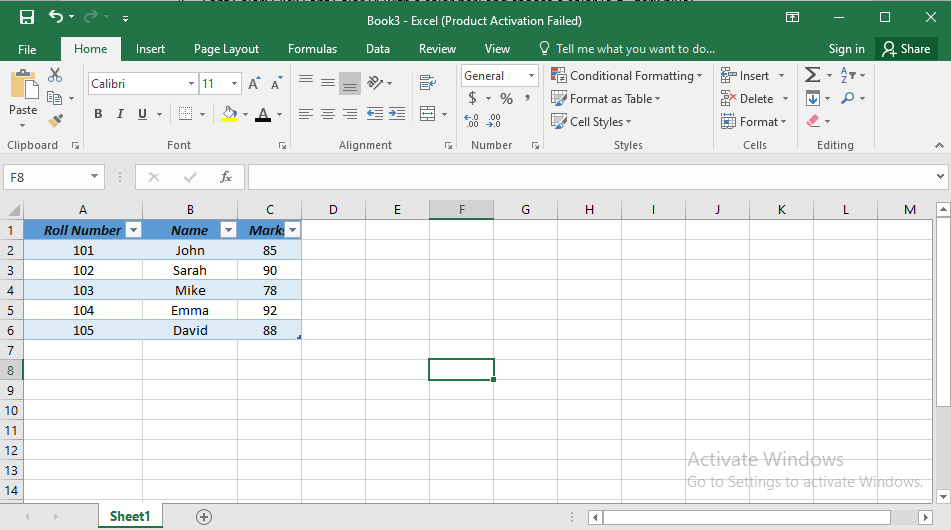 Book3 - Excel (Product Activation Failed)
File Home Insert Page Layout Formulas Data Review View Tell me what you want to do... Sign in Share
Calibri 11 A A General Conditional Formatting Insert
Paste B I U A $ % , Format as Table Delete
.00 .00 Cell Styles Format
Clipboard Font Alignment Number Styles Cells Editing
F8 fx
A B C D E F G H I J K L M
1 Roll Number Name Marks
2 101 John 85
3 102 Sarah 90
4 103 Mike 78
5 104 Emma 92
6 105 David 88
7
8
9
10
11
12
13
14
Activate Windows
Go to Settings to activate Windows.
Sheet1